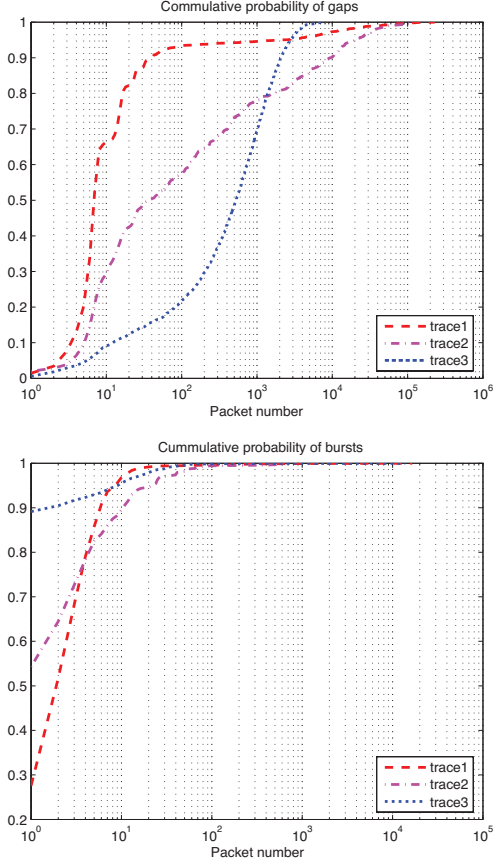 Commulative probability of gaps
1
0.9
0.8
0.7
0.6
0.5
0.4
0.3
0.2
0.1
0
10^0 10^1 10^2 10^3 10^4 10^5 10^6
Packet number
trace1
trace2
trace3
Cummulative probability of bursts
1
0.9
0.8
0.7
0.6
0.5
0.4
0.3
0.2
10^0 10^1 10^2 10^3 10^4 10^5
Packet number
trace1
trace2
trace3